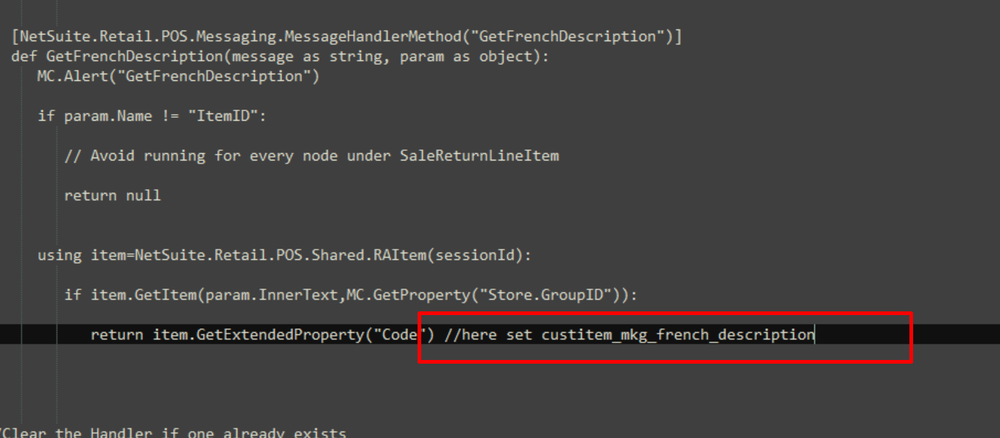 [NetSuite.Retail.POS.Messaging.MessageHandlerMethod("GetFrenchDescription")]
def GetFrenchDescription(message as string, param as object):
MC.Alert("GetFrenchDescription")
if param.Name != "ItemID":
// Avoid running for every node under SaleReturnLineItem
return null
using item=NetSuite.Retail.POS.Shared.RAItem(sessionId):
if item.GetItem(param.InnerText,MC.GetProperty("Store.GroupID")):
return item.GetExtendedProperty("Code") //here set custitem_mkg_french_description
/Clear the Handler if one already exists